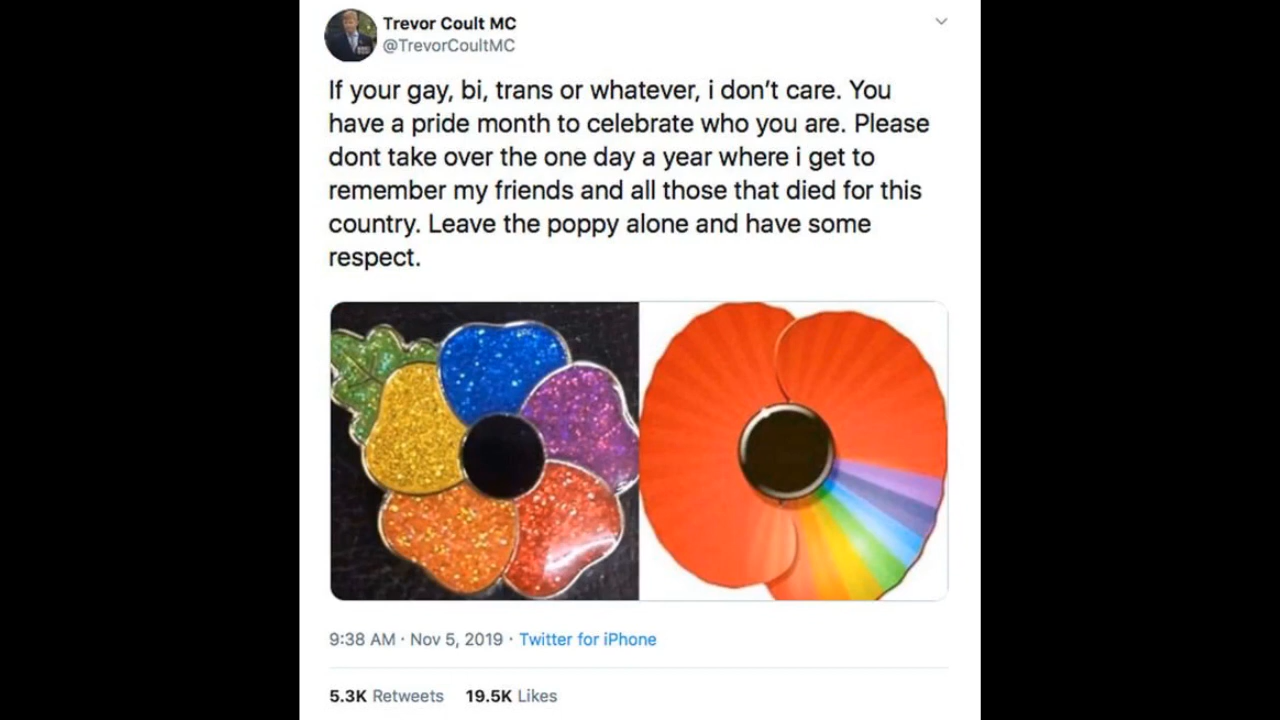 Trevor Coult MC
@TrevorCoultMC
If your gay, bi, trans or whatever, i don’t care. You
have a pride month to celebrate who you are. Please
dont take over the one day a year where i get to
remember my friends and all those that died for this
country. Leave the poppy alone and have some
respect.
9:38 AM · Nov 5, 2019 · Twitter for iPhone
5.3K Retweets 19.5K Likes